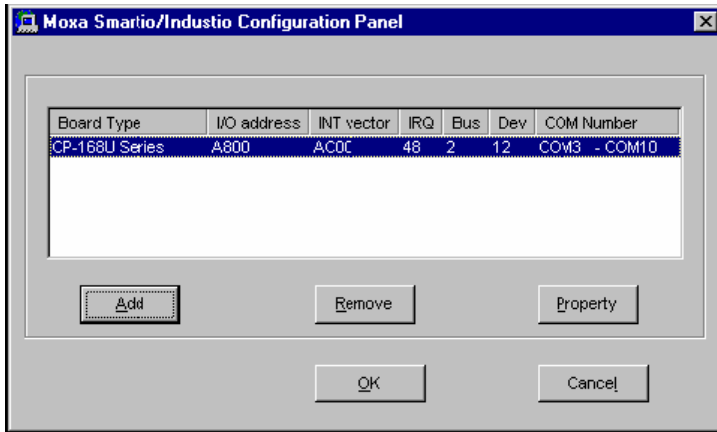 Moxa Smartio/Industio Configuration Panel
Board Type I/O address INT vector IRQ Bus Dev COM Number
CP-168U Series A800 AC00 48 2 12 COM3 - COM10
Add Remove Property
OK Cancel